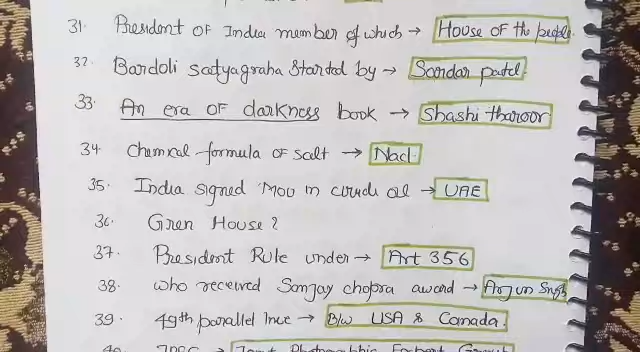 31. President of India member of which → House of the people
32. Bardoli satyagraha started by → Sardar patel
33. An era of darkness book → Shashi tharoor
34 Chemical formula of salt → Nacl
35. India signed MOU in curude oil → UAE
36. Gren House?
37. President Rule under → Art 356
38. who received Sanjay chopra award → Arjun Singh
39. 49th parallel line → B/w USA & Canada.